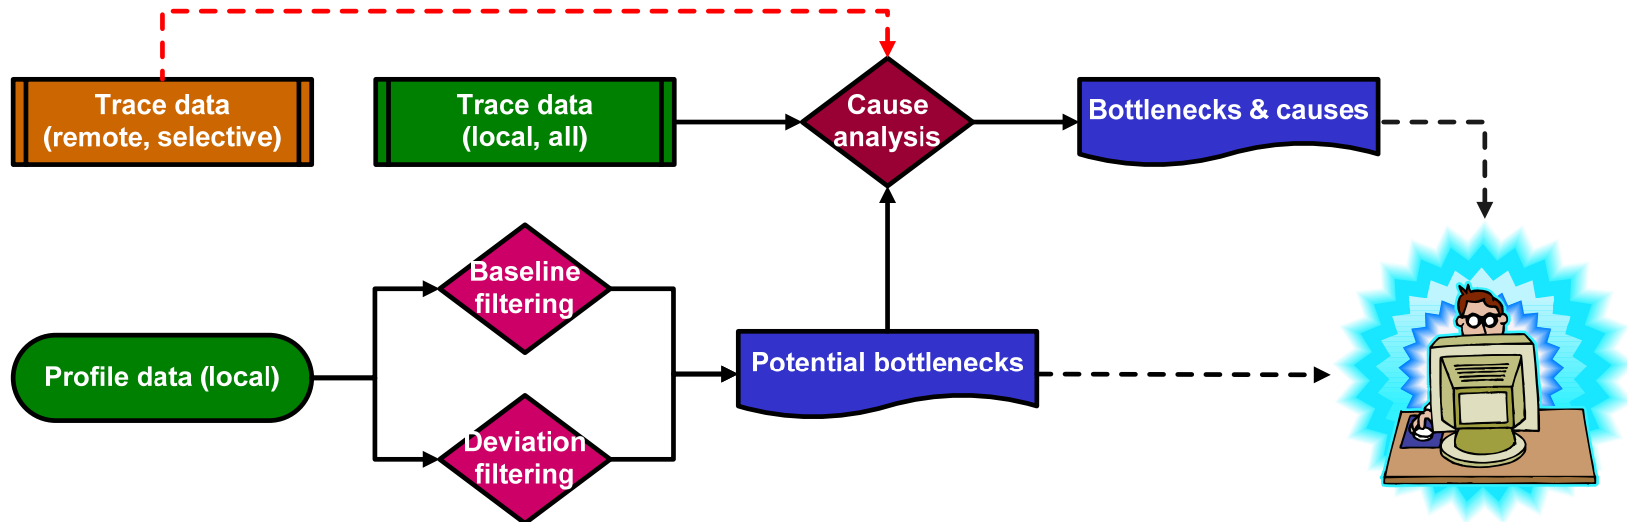 Trace data
(remote, selective)
Trace data
(local, all)
Cause
analysis
Bottlenecks & causes
Baseline
filtering
Profile data (local)
Potential bottlenecks
Deviation
filtering